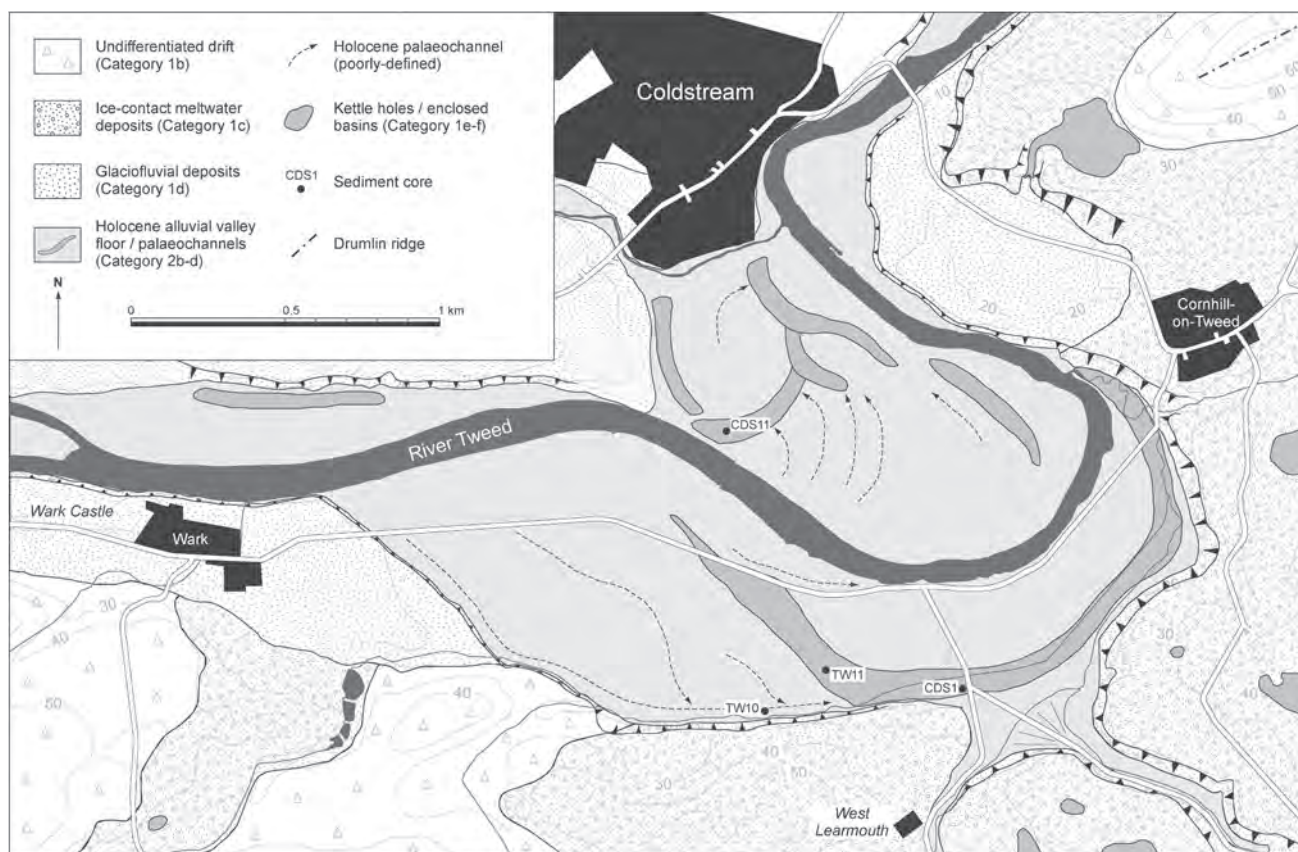 Undifferentiated drift
(Category 1b)
Ice-contact meltwater
deposits (Category 1c)
Glaciofluvial deposits
(Category 1d)
Holocene alluvial valley
floor / palaeochannels
(Category 2b-d)
Holocene palaeochannel
(poorly-defined)
Kettle holes / enclosed
basins (Category 1e-f)
CDS1
Sediment core
Drumlin ridge
N
0
0.5
1 km
Coldstream
10
50
50
40
30
20
20
Cornhill-
on-Tweed
CDS11
River Tweed
Wark Castle
Wark
30
40
50
40
TW11
CDS1
TW10
40
50
30
30
40
West
Learmouth